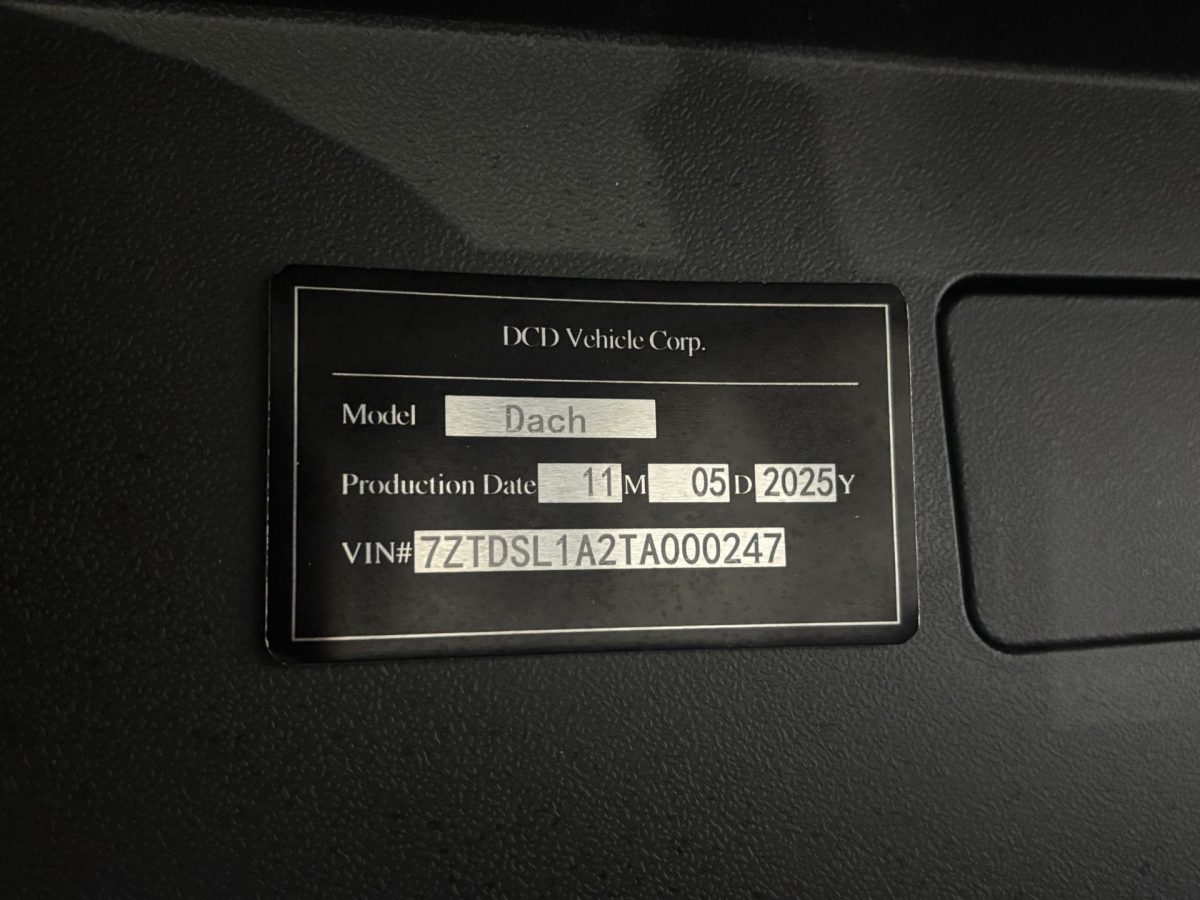 DCD Vehicle Corp.
Model Dach
Production Date 11 M 05 D 2025 Y
VIN# 7ZTDSL1A2TA000247